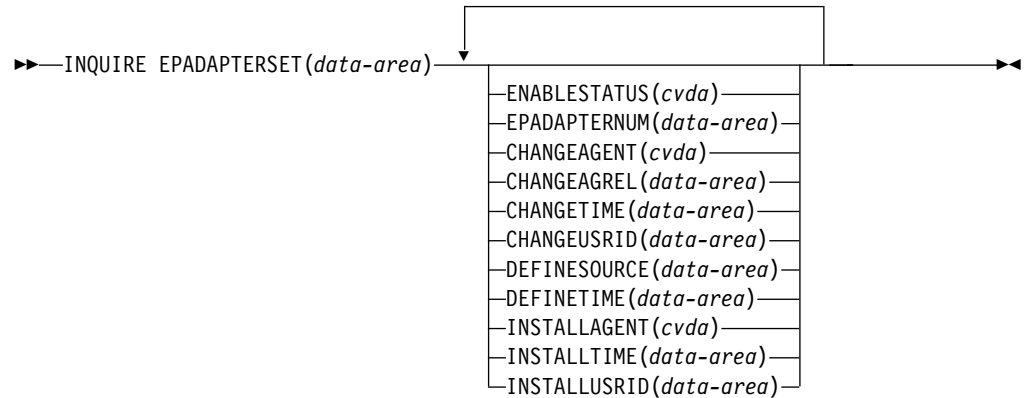 INQUIRE EPADAPTERSET(data-area)
ENABLESTATUS(cvda)
EPADAPTERNUM(data-area)
CHANGEAGENT(cvda)
CHANGEAGREL(data-area)
CHANGETIME(data-area)
CHANGEUSRID(data-area)
DEFINESOURCE(data-area)
DEFINETIME(data-area)
INSTALLAGENT(cvda)
INSTALLTIME(data-area)
INSTALLUSRID(data-area)